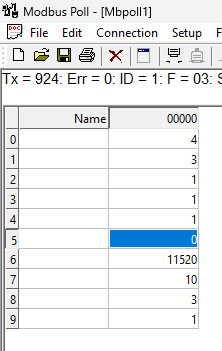 Modbus Poll - [Mbpoll1]
File Edit Connection Setup
Tx = 924: Err = 0: ID = 1: F = 03: S
Name 00000
0 4
1 3
2 1
3 1
4 1
5 0
6 11520
7 10
8 3
9 1